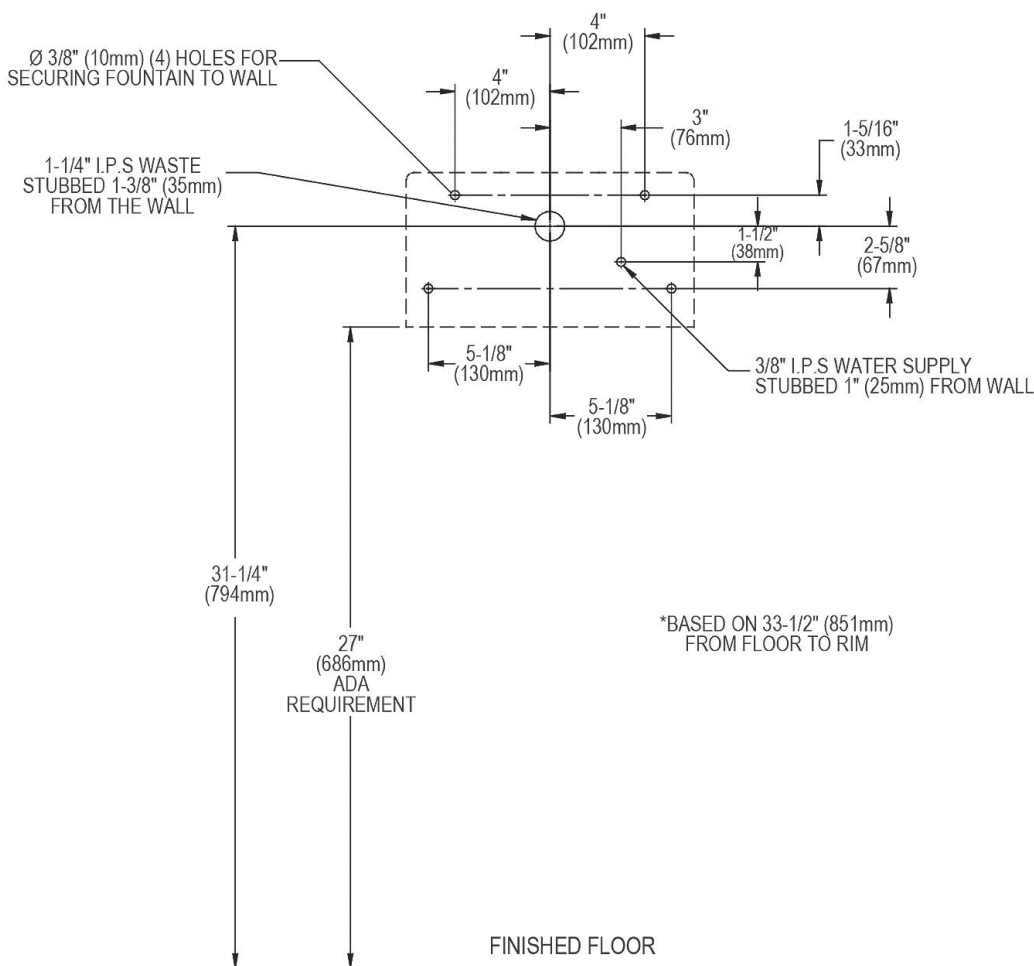 4"
(102mm)
Ø 3/8" (10mm) (4) HOLES FOR
SECURING FOUNTAIN TO WALL
4"
(102mm)
3"
(76mm)
1-5/16"
(33mm)
1-1/4" I.P.S WASTE
STUBBED 1-3/8" (35mm)
FROM THE WALL
1-1/2"
(38mm)
2-5/8"
(67mm)
5-1/8"
(130mm)
3/8" I.P.S WATER SUPPLY
STUBBED 1" (25mm) FROM WALL
5-1/8"
(130mm)
31-1/4"
(794mm)
*BASED ON 33-1/2" (851mm)
FROM FLOOR TO RIM
27"
(686mm)
ADA
REQUIREMENT
FINISHED FLOOR